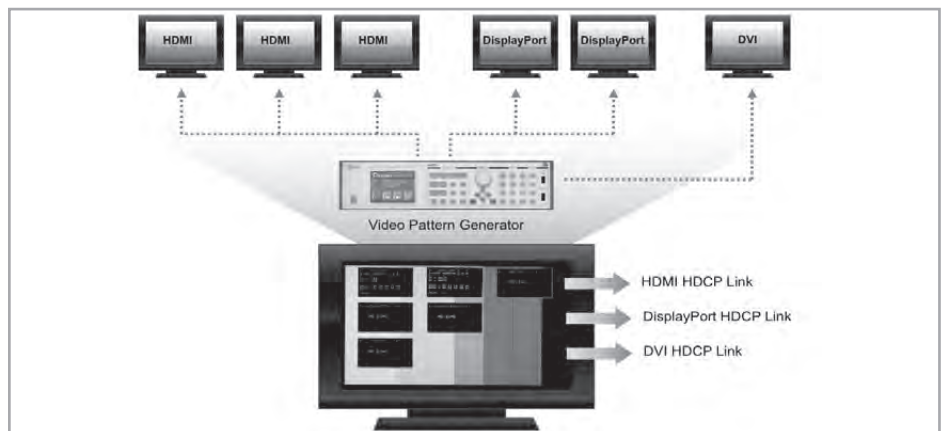 HDMI HDMI HDMI DisplayPort DisplayPort DVI
Video Pattern Generator
HDMI HDCP Link
DisplayPort HDCP Link
DVI HDCP Link